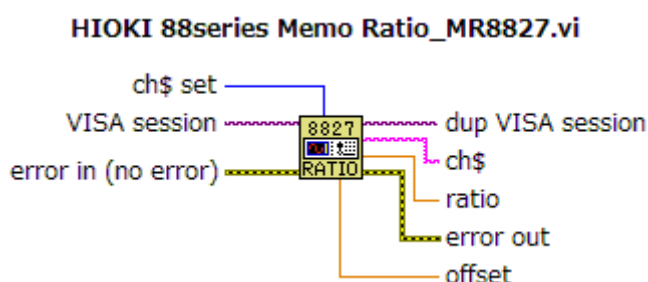 HIOKI 88series Memo Ratio_MR8827.vi
ch$ set
VISA session
error in (no error)
8827
RATIO
dup VISA session
ch$
ratio
error out
offset